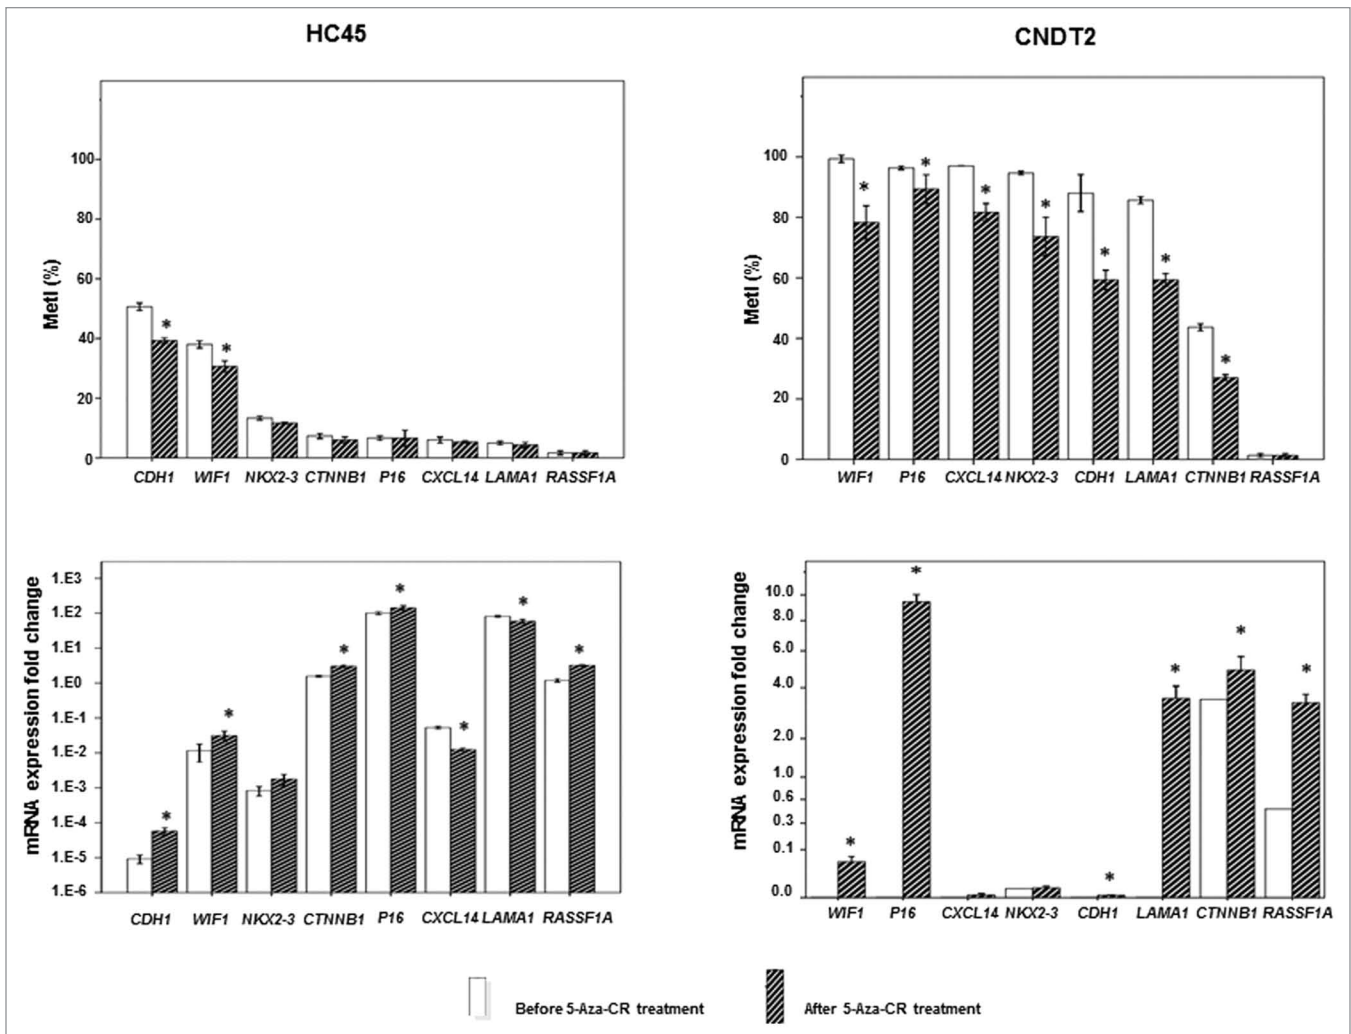 HC45
CNDT2
Metl (%)
100
80
60
40
20
0
*
*
CDH1 WIF1 NKX2-3 CTNNB1 P16 CXCL14 LAMA1 RASSF1A
Metl (%)
100
80
60
40
20
0
* * * * * * *
WIF1 P16 CXCL14 NKX2-3 CDH1 LAMA1 CTNNB1 RASSF1A
mRNA expression fold change
1.E3
1.E2
1.E1
1.E0
1.E-1
1.E-2
1.E-3
1.E-4
1.E-5
1.E-6
* * * * * * *
CDH1 WIF1 NKX2-3 CTNNB1 P16 CXCL14 LAMA1 RASSF1A
mRNA expression fold change
10.0
8.0
6.0
4.0
2.0
1.0
0.6
0.3
0.1
0.0
* * * * * *
WIF1 P16 CXCL14 NKX2-3 CDH1 LAMA1 CTNNB1 RASSF1A
Before 5-Aza-CR treatment
After 5-Aza-CR treatment